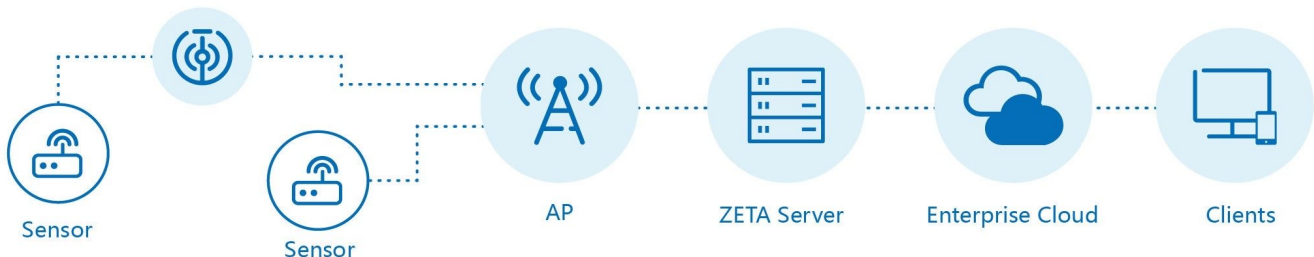 Sensor
Sensor
AP
ZETA Server
Enterprise Cloud
Clients